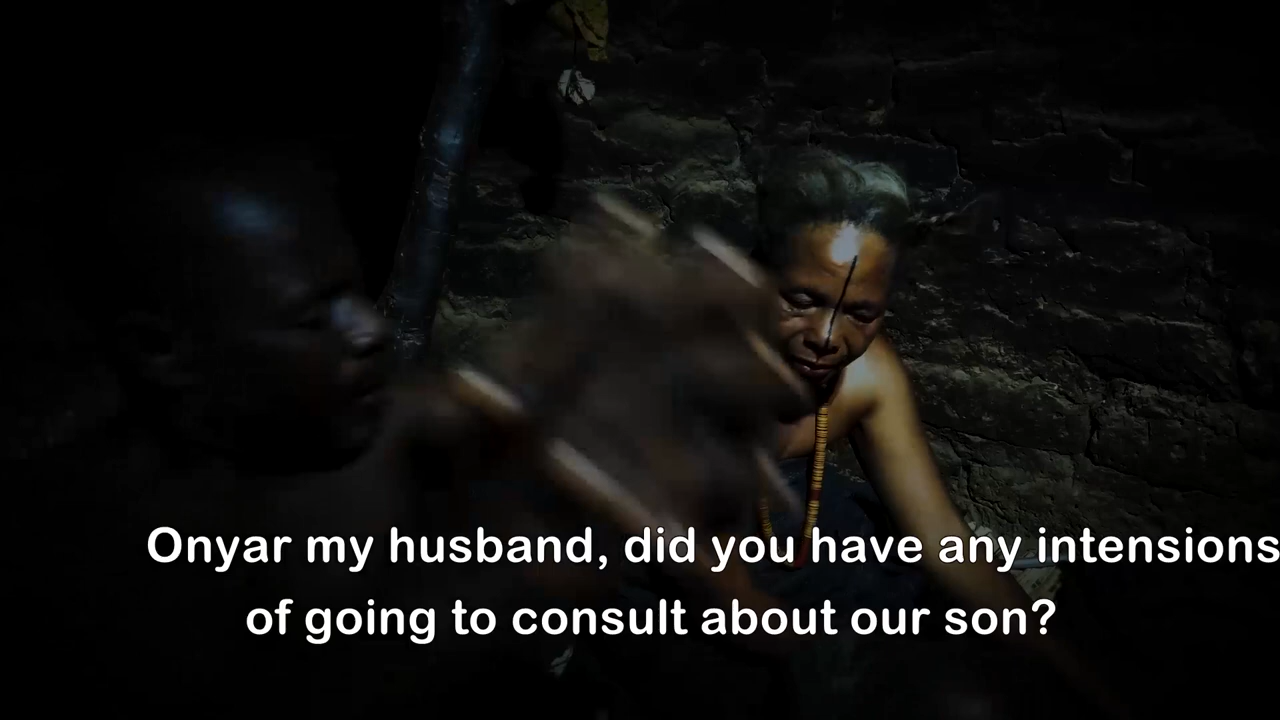 Onyar my husband, did you have any intensions
of going to consult about our son?